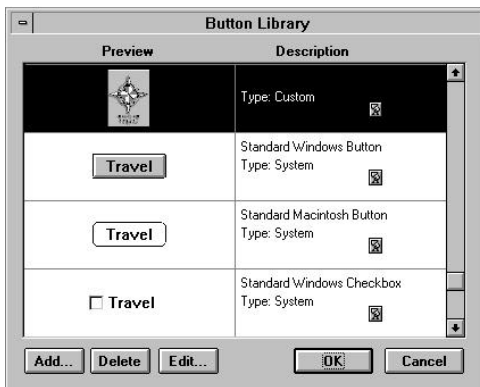 Button Library
Preview Description
Type: Custom
Travel
Standard Windows Button
Type: System
Travel
Standard Macintosh Button
Type: System
Travel
Standard Windows Checkbox
Type: System
Add... Delete Edit... OK Cancel